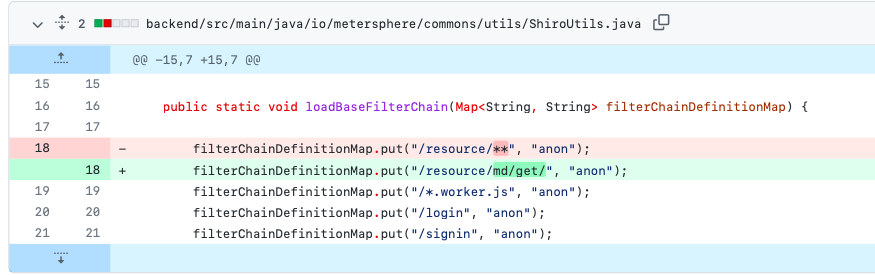 2 backend/src/main/java/io/metersphere/commons/utils/ShiroUtils.java
@@ -15,7 +15,7 @@
15 15
16 16 public static void loadBaseFilterChain(Map<String, String> filterChainDefinitionMap) {
17 17
18 - filterChainDefinitionMap.put("/resource/**", "anon");
18 + filterChainDefinitionMap.put("/resource/md/get/", "anon");
19 19 filterChainDefinitionMap.put("/*.worker.js", "anon");
20 20 filterChainDefinitionMap.put("/login", "anon");
21 21 filterChainDefinitionMap.put("/signin", "anon");